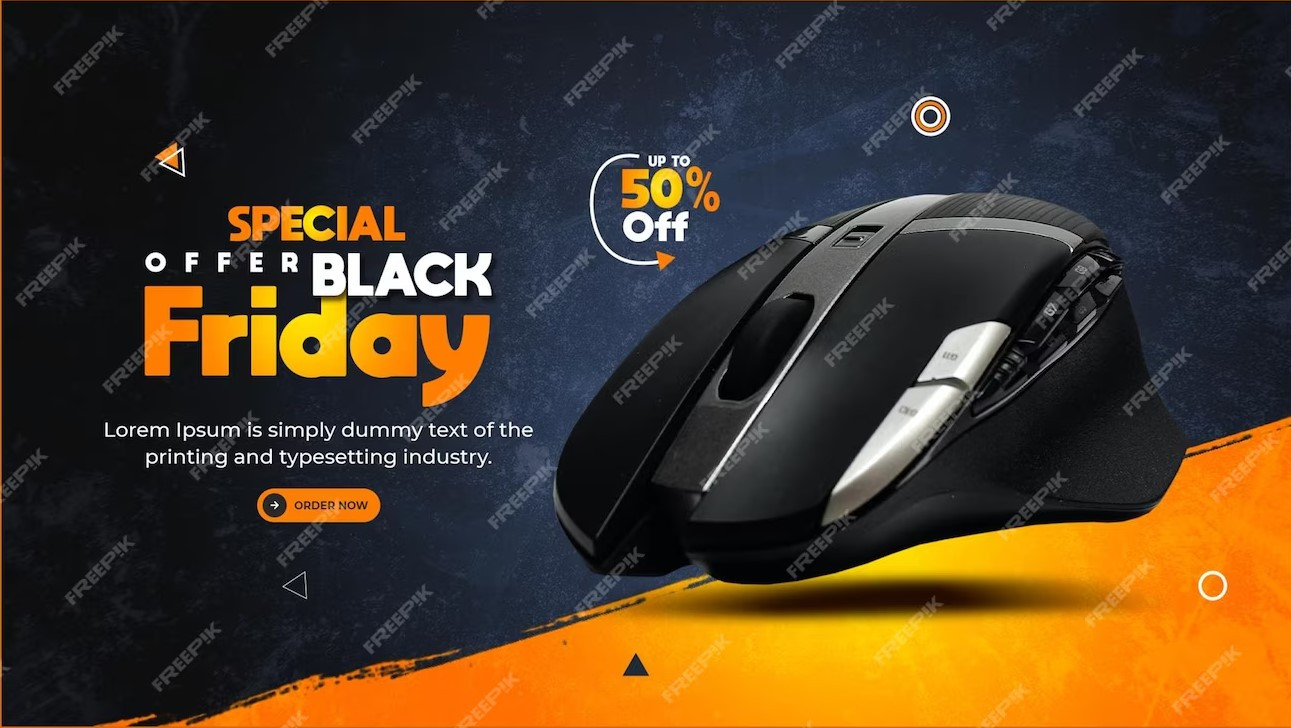 SPECIAL
OFFER BLACK
Friday
Lorem Ipsum is simply dummy text of the
printing and typesetting industry.
ORDER NOW
UP TO
50%
Off
FREEPIK